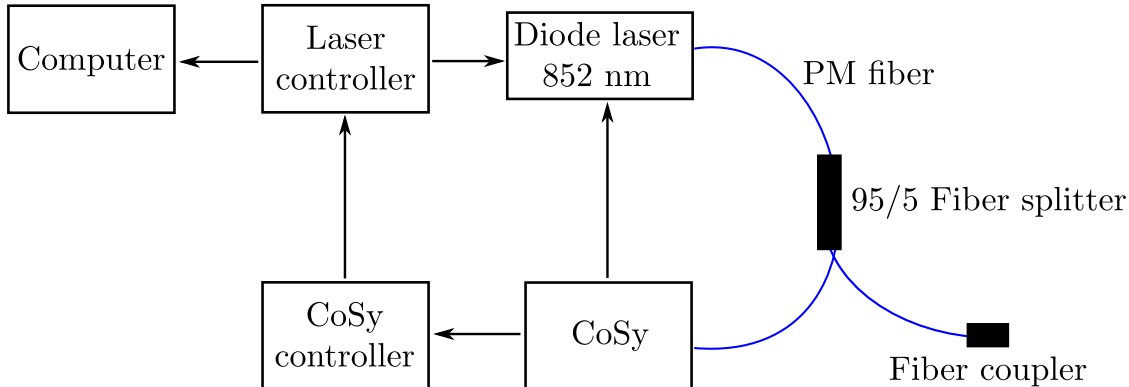 Computer
Laser
controller
Diode laser
852 nm
PM fiber
95/5 Fiber splitter
CoSy
controller
CoSy
Fiber coupler